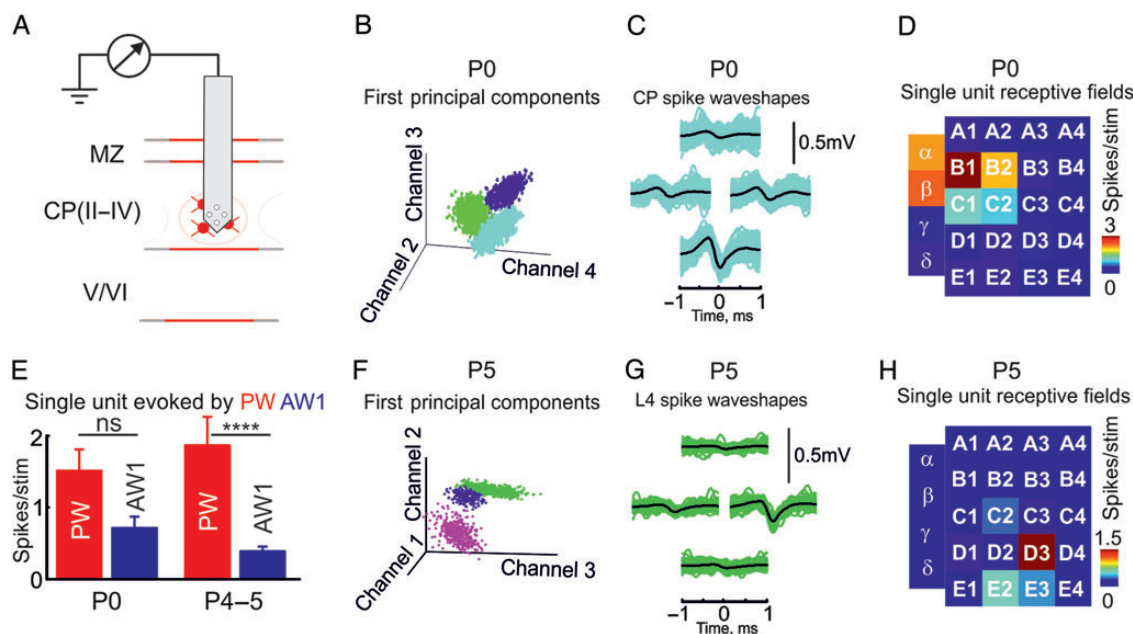 A
MZ
CP(II–IV)
V/VI
B
P0
First principal components
Channel 3
Channel 2
Channel 4
C
P0
CP spike waveshapes
0.5mV
−1 0 1
Time, ms
D
P0
Single unit receptive fields
α
β
γ
δ
A1 A2 A3 A4
B1 B2 B3 B4
C1 C2 C3 C4
D1 D2 D3 D4
E1 E2 E3 E4
Spikes/stim
3
0
E
Single unit evoked by PW AW1
ns
****
Spikes/stim
2
1
0
PW
AW1
PW
AW1
P0 P4–5
F
P5
First principal components
Channel 2
Channel 1
Channel 3
G
P5
L4 spike waveshapes
0.5mV
−1 0 1
Time, ms
H
P5
Single unit receptive fields
α
β
γ
δ
A1 A2 A3 A4
B1 B2 B3 B4
C1 C2 C3 C4
D1 D2 D3 D4
E1 E2 E3 E4
Spikes/stim
1.5
0